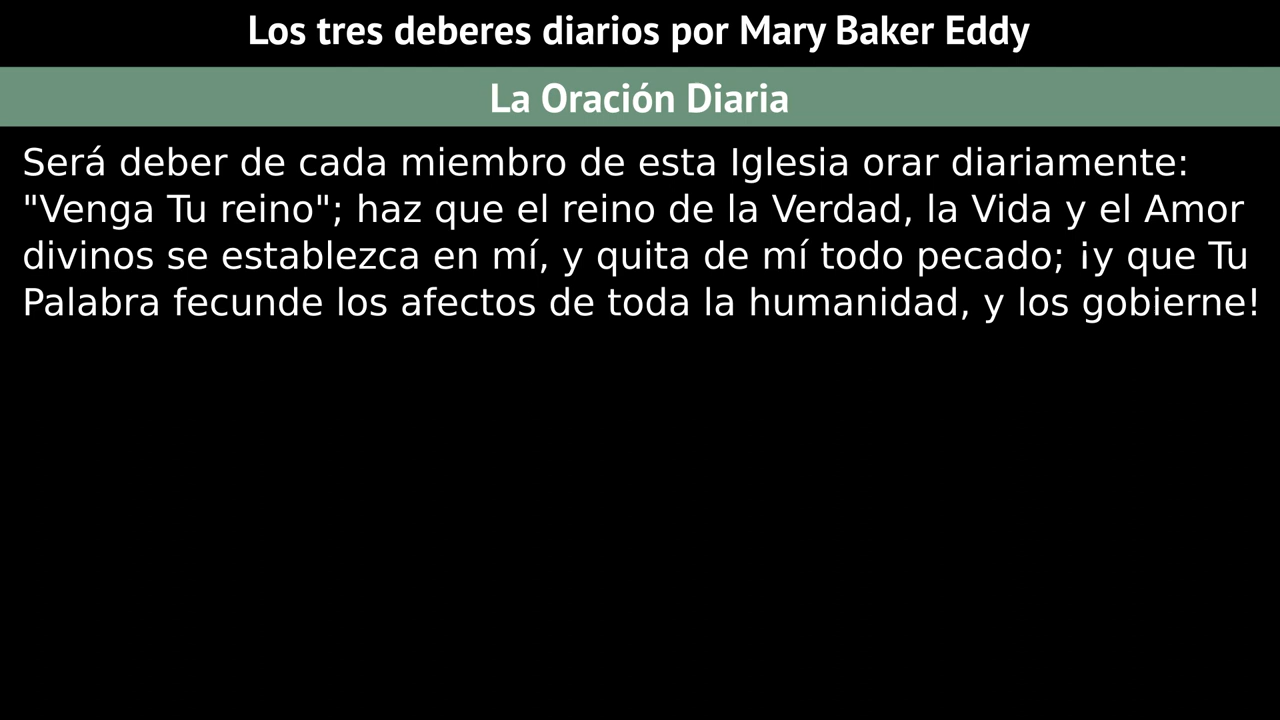 Los tres deberes diarios por Mary Baker Eddy
La Oración Diaria
Será deber de cada miembro de esta Iglesia orar diariamente:
"Venga Tu reino"; haz que el reino de la Verdad, la Vida y el Amor
divinos se establezca en mí, y quita de mí todo pecado; ¡y que Tu
Palabra fecunde los afectos de toda la humanidad, y los gobierne!